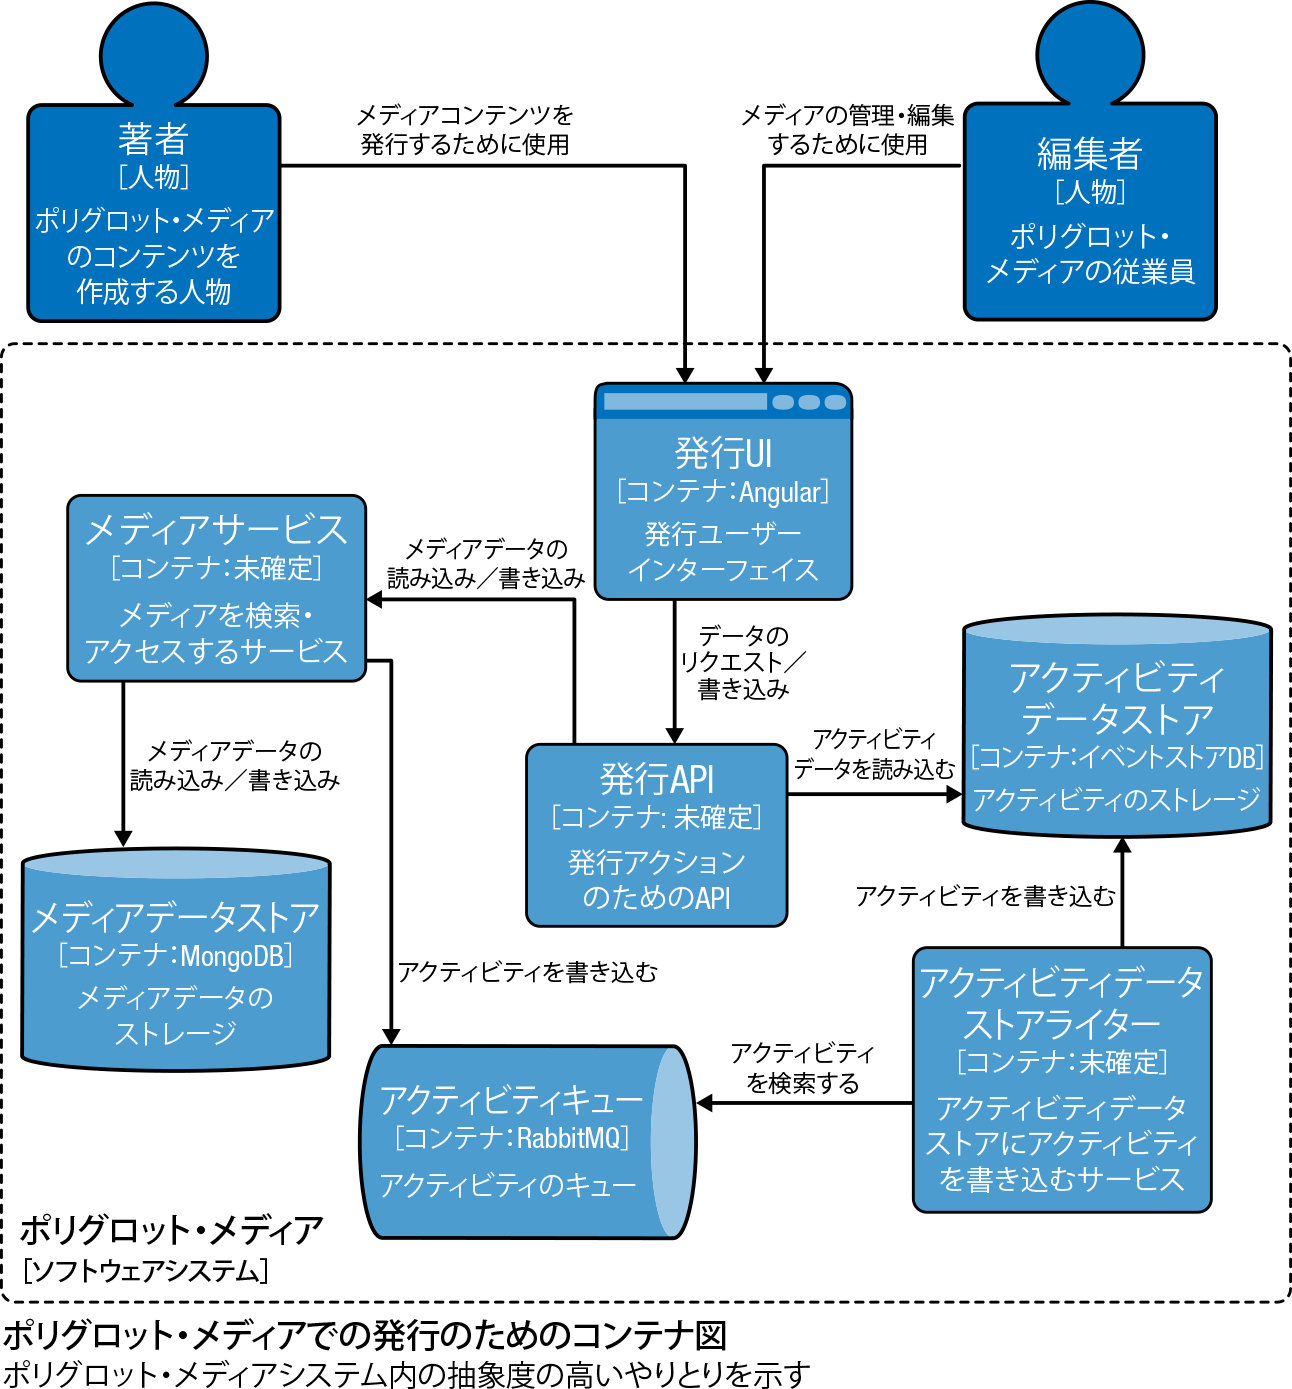 著者
［人物］
ポリグロット・メディア
のコンテンツを
作成する人物
メディアコンテンツを
発行するために使用
メディアの管理・編集
するために使用
編集者
［人物］
ポリグロット・
メディアの従業員
発行UI
［コンテナ：Angular］
発行ユーザー
インターフェイス
メディアサービス
［コンテナ：未確定］
メディアを検索・
アクセスするサービス
メディアデータの
読み込み／書き込み
データの
リクエスト／
書き込み
メディアデータの
読み込み／書き込み
発行API
［コンテナ: 未確定］
発行アクション
のためのAPI
アクティビティ
データを読み込む
アクティビティ
データストア
［コンテナ：イベントストアDB］
アクティビティのストレージ
メディアデータストア
［コンテナ：MongoDB］
メディアデータの
ストレージ
アクティビティを書き込む
アクティビティを書き込む
アクティビティキュー
［コンテナ：RabbitMQ］
アクティビティのキュー
アクティビティ
を検索する
アクティビティデータ
ストアライター
［コンテナ：未確定］
アクティビティデータ
ストアにアクティビティ
を書き込むサービス
ポリグロット・メディア
［ソフトウェアシステム］
ポリグロット・メディアでの発行のためのコンテナ図
ポリグロット・メディアシステム内の抽象度の高いやりとりを示す